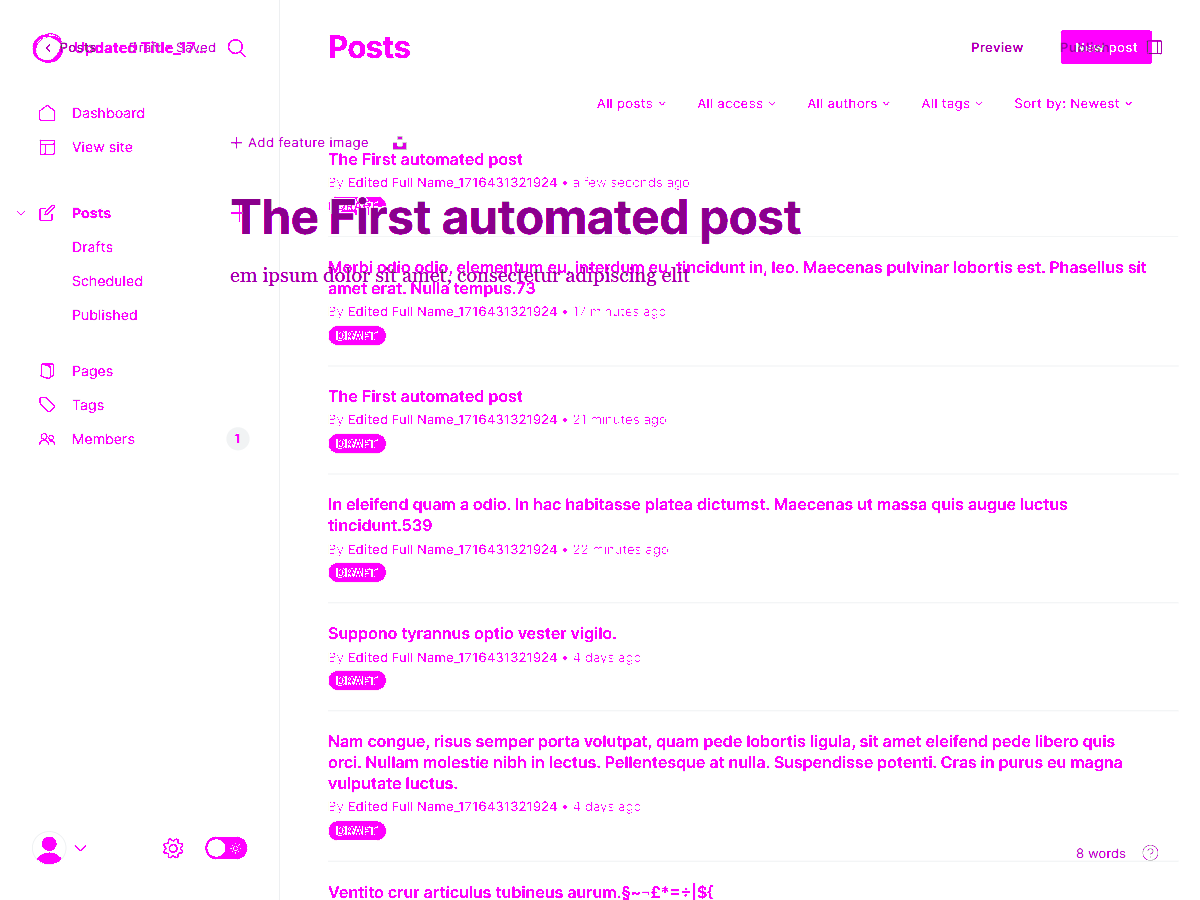 Posts Draft - Saved
Updated Title_17...
Posts
Preview
New post
All posts
All access
All authors
All tags
Sort by: Newest
Dashboard
View site
+ Add feature image
The First automated post
By Edited Full Name_1716431321924 • a few seconds ago
DRAFT
Posts
The First automated post
Drafts
Morbi odio odio, elementum eu, interdum eu, tincidunt in, leo. Maecenas pulvinar lobortis est. Phasellus sit
amet erat. Nulla tempus.73
em ipsum dolor sit amet, consectetur adipiscing elit
Scheduled
By Edited Full Name_1716431321924 • 17 minutes ago
Published
DRAFT
Pages
The First automated post
Tags
By Edited Full Name_1716431321924 • 21 minutes ago
Members
1
DRAFT
In eleifend quam a odio. In hac habitasse platea dictumst. Maecenas ut massa quis augue luctus
tincidunt.539
By Edited Full Name_1716431321924 • 22 minutes ago
DRAFT
Suppono tyrannus optio vester vigilo.
By Edited Full Name_1716431321924 • 4 days ago
DRAFT
Nam congue, risus semper porta volutpat, quam pede lobortis ligula, sit amet eleifend pede libero quis
orci. Nullam molestie nibh in lectus. Pellentesque at nulla. Suspendisse potenti. Cras in purus eu magna
vulputate luctus.
By Edited Full Name_1716431321924 • 4 days ago
DRAFT
8 words
Ventito crur articulus tubineus aurum.§~¬£*=÷|${